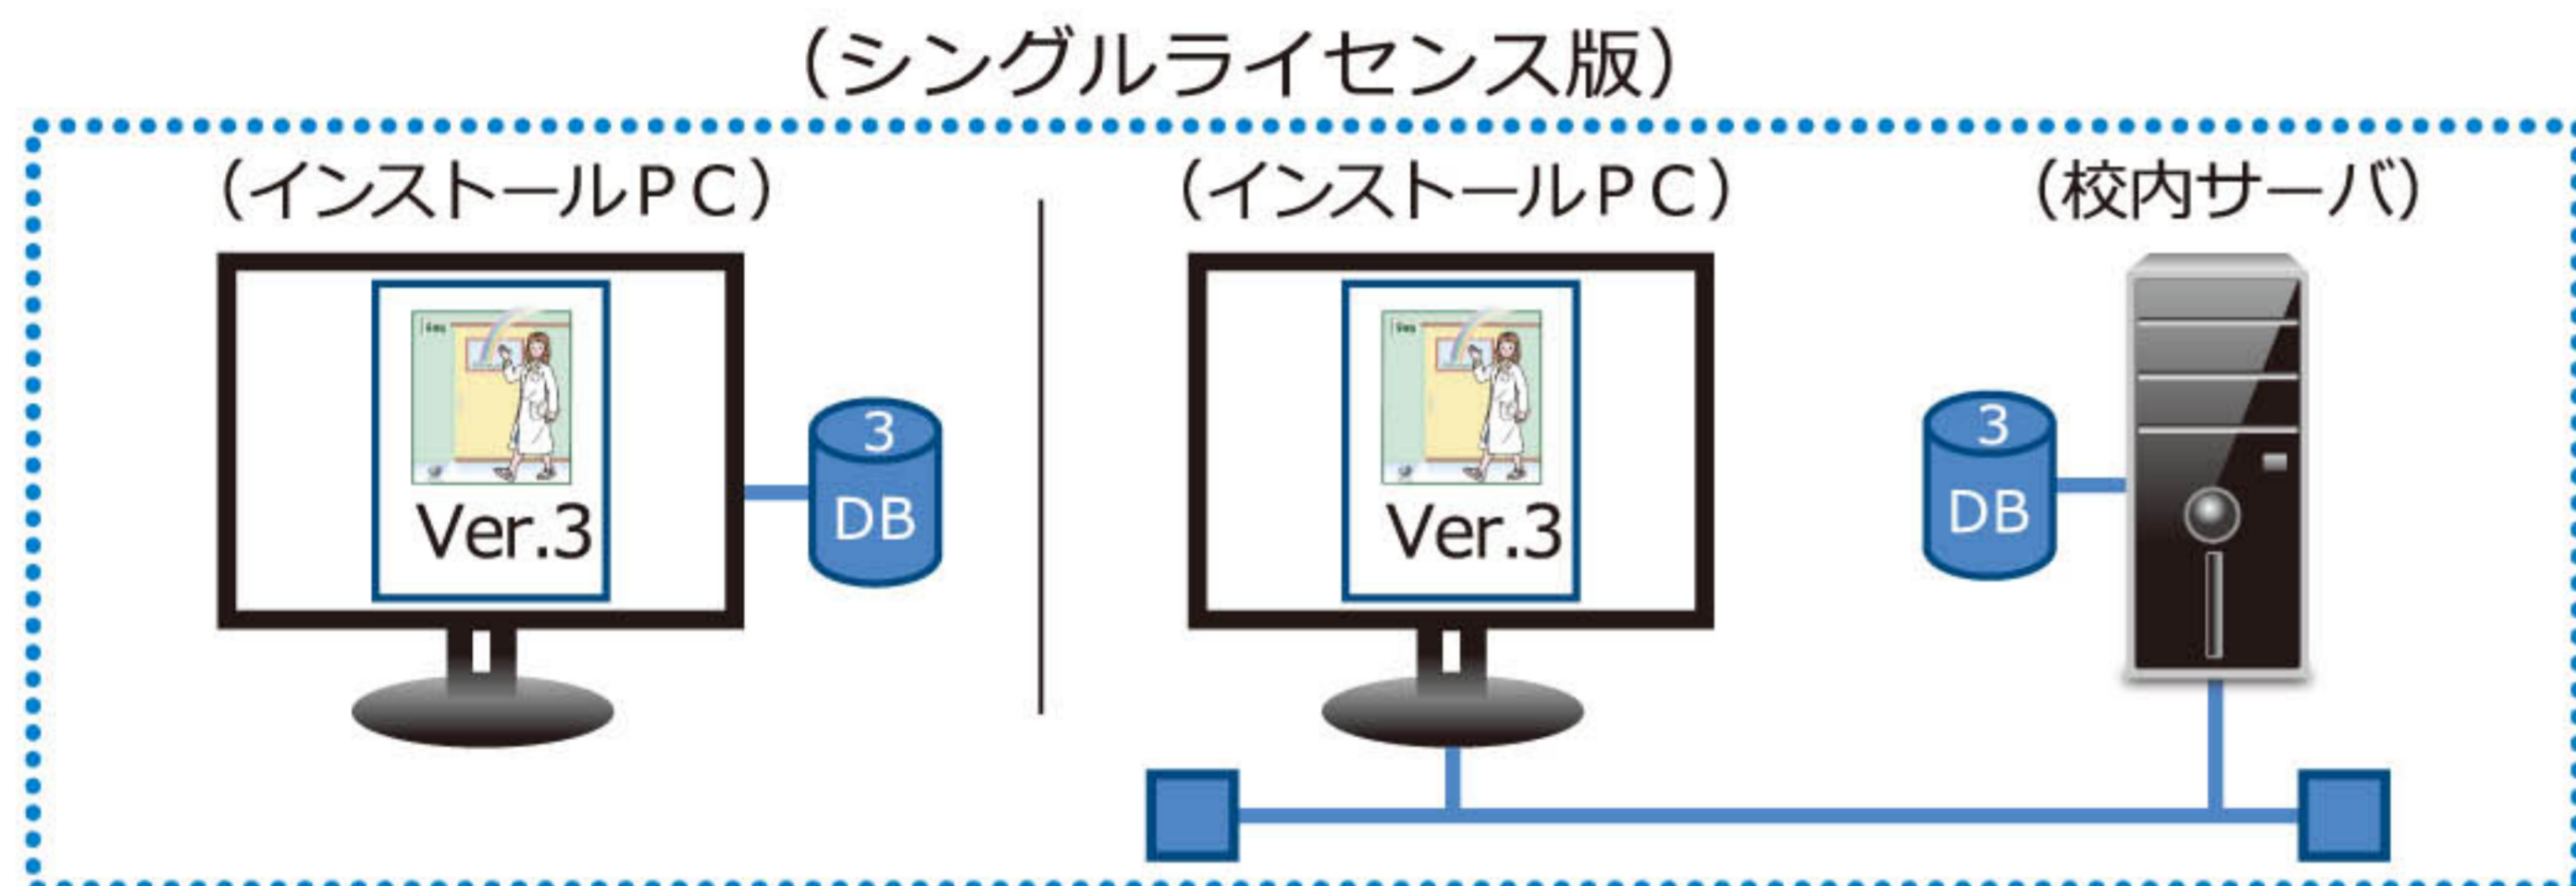 （シングルライセンス版）
（インストールＰＣ）
（インストールＰＣ）
（校内サーバ）
Ver.3
3
DB
Ver.3
3
DB